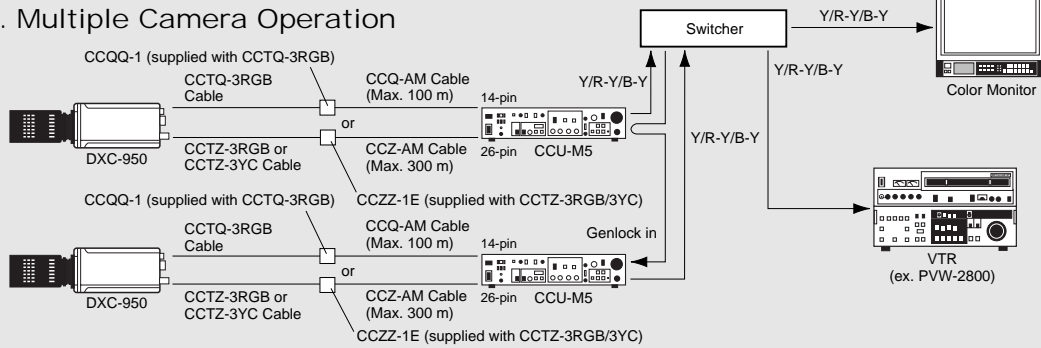 . Multiple Camera Operation
CCQQ-1 (supplied with CCTQ-3RGB)
CCTQ-3RGB
Cable
CCQ-AM Cable
(Max. 100 m)
14-pin
or
DXC-950
CCTZ-3RGB or
CCTZ-3YC Cable
CCZ-AM Cable
(Max. 300 m)
26-pin
CCU-M5
CCZZ-1E (supplied with CCTZ-3RGB/3YC)
CCQQ-1 (supplied with CCTQ-3RGB)
CCTQ-3RGB
Cable
CCQ-AM Cable
(Max. 100 m)
14-pin
or
DXC-950
CCTZ-3RGB or
CCTZ-3YC Cable
CCZ-AM Cable
(Max. 300 m)
26-pin
CCU-M5
CCZZ-1E (supplied with CCTZ-3RGB/3YC)
Genlock in
Y/R-Y/B-Y
Y/R-Y/B-Y
Switcher
Y/R-Y/B-Y
Y/R-Y/B-Y
Color Monitor
VTR
(ex. PVW-2800)